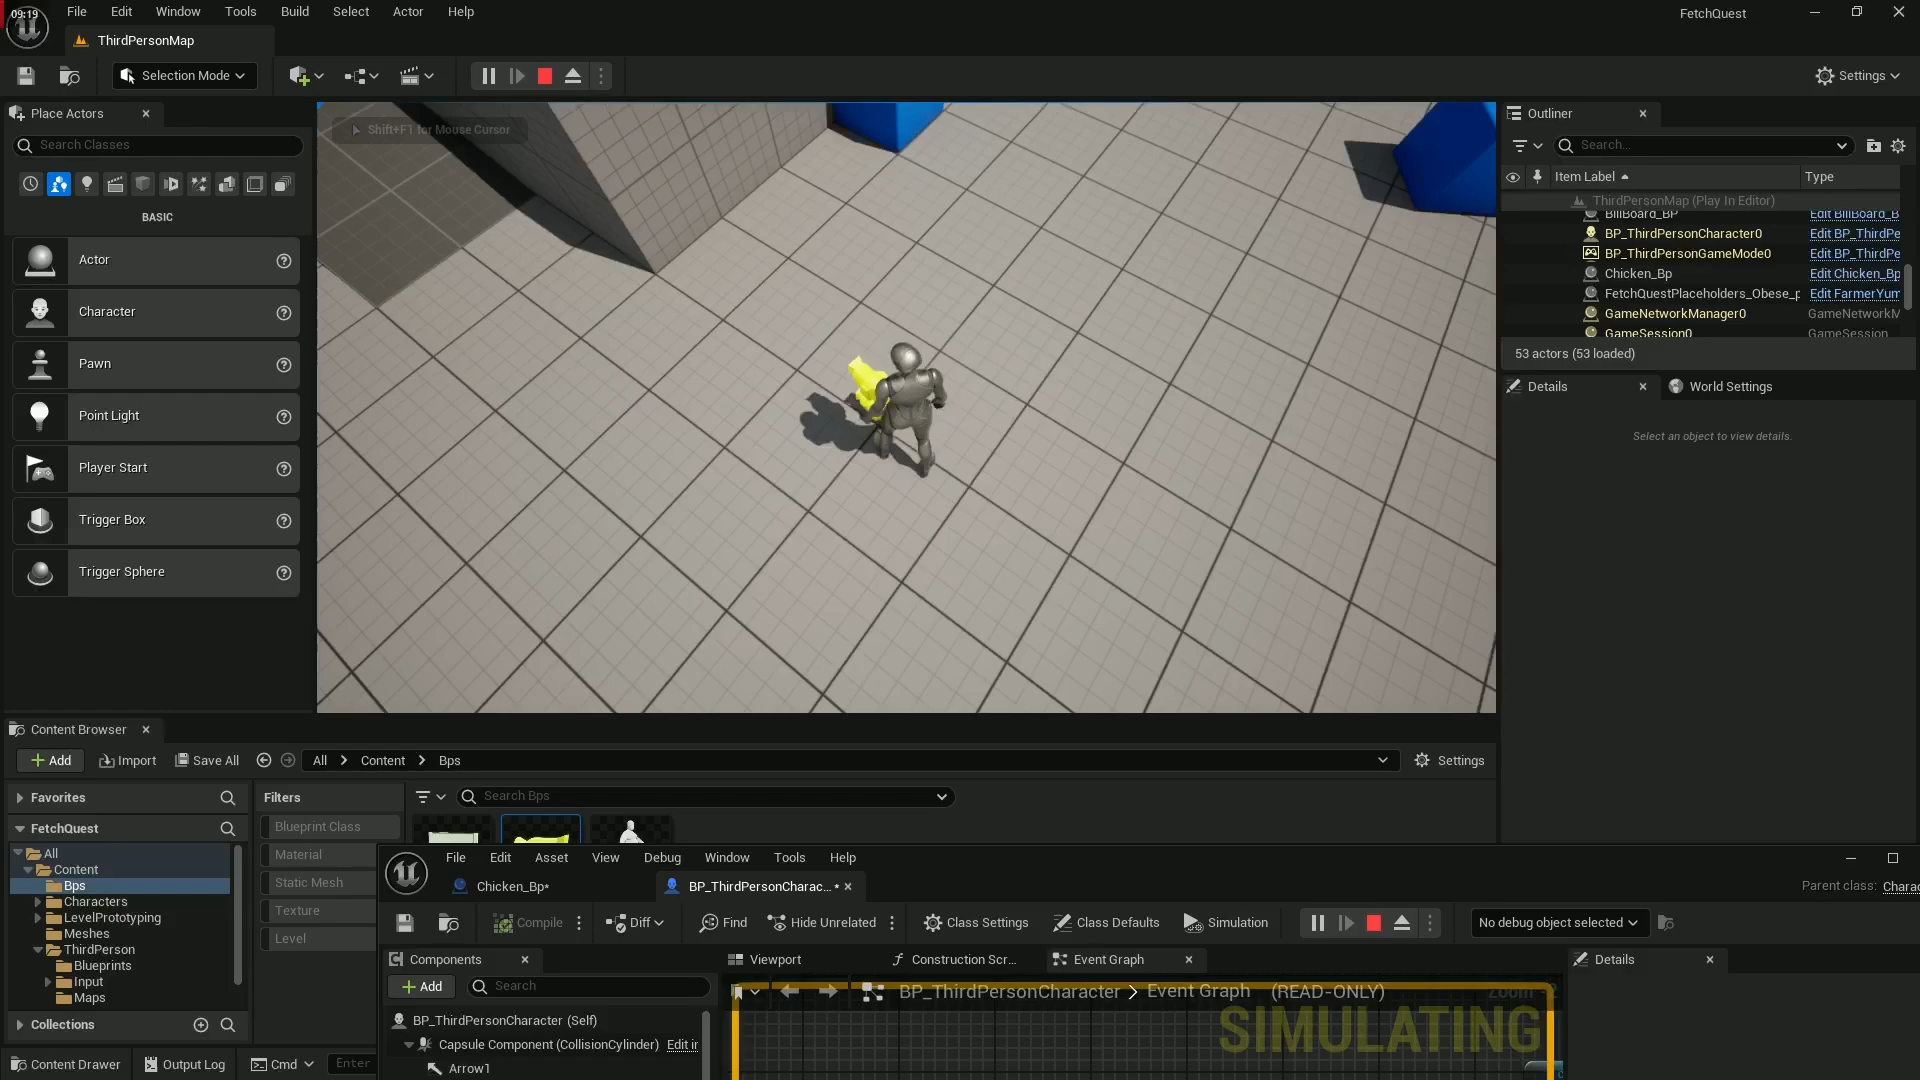 09:19
File Edit Window Tools Build Select Actor Help
FetchQuest
ThirdPersonMap
Selection Mode
Settings
Place Actors
Search Classes
BASIC
Actor
Character
Pawn
Point Light
Player Start
Trigger Box
Trigger Sphere
Shift+F1 for Mouse Cursor
Outliner
Search...
Item Label Type
ThirdPersonMap (Play In Editor)
BillBoard_BP Edit BillBoard_B
BP_ThirdPersonCharacter0 Edit BP_ThirdPe
BP_ThirdPersonGameMode0 Edit BP_ThirdPe
Chicken_Bp Edit Chicken_Bp
FetchQuestPlaceholders_Obese_p Edit FarmerYum
GameNetworkManager0 GameNetworkM
GameSession0 GameSession
53 actors (53 loaded)
Details World Settings
Select an object to view details.
Content Browser
Add Import Save All All Content Bps Settings
Favorites
FetchQuest
All
Content
Bps
Characters
LevelPrototyping
Meshes
ThirdPerson
Blueprints
Input
Maps
Collections
Filters
Blueprint Class
Material
Static Mesh
Texture
Level
Search Bps
Content Drawer Output Log Cmd Enter
File Edit Asset View Debug Window Tools Help
Chicken_Bp* BP_ThirdPersonCharac... *
Parent class: Charac
Compile Diff Find Hide Unrelated Class Settings Class Defaults Simulation No debug object selected
Components
Add Search
BP_ThirdPersonCharacter (Self)
Capsule Component (CollisionCylinder) Edit in
Arrow1
Viewport Construction Scr... Event Graph
BP_ThirdPersonCharacter > Event Graph (READ-ONLY)
SIMULATING
Details